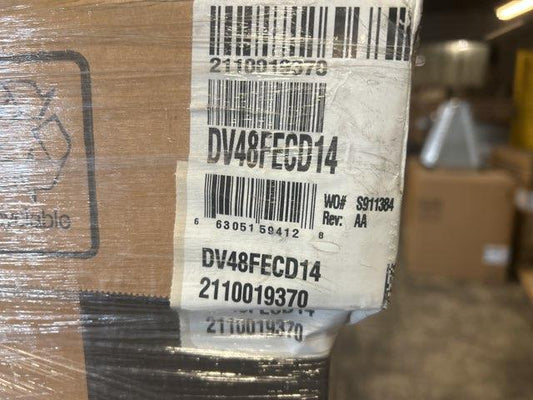 2110019370
DV48FECD14
WO# S911384
Rev: AA
6 63051 59412 8
DV48FECD14
2110019370
2110019370